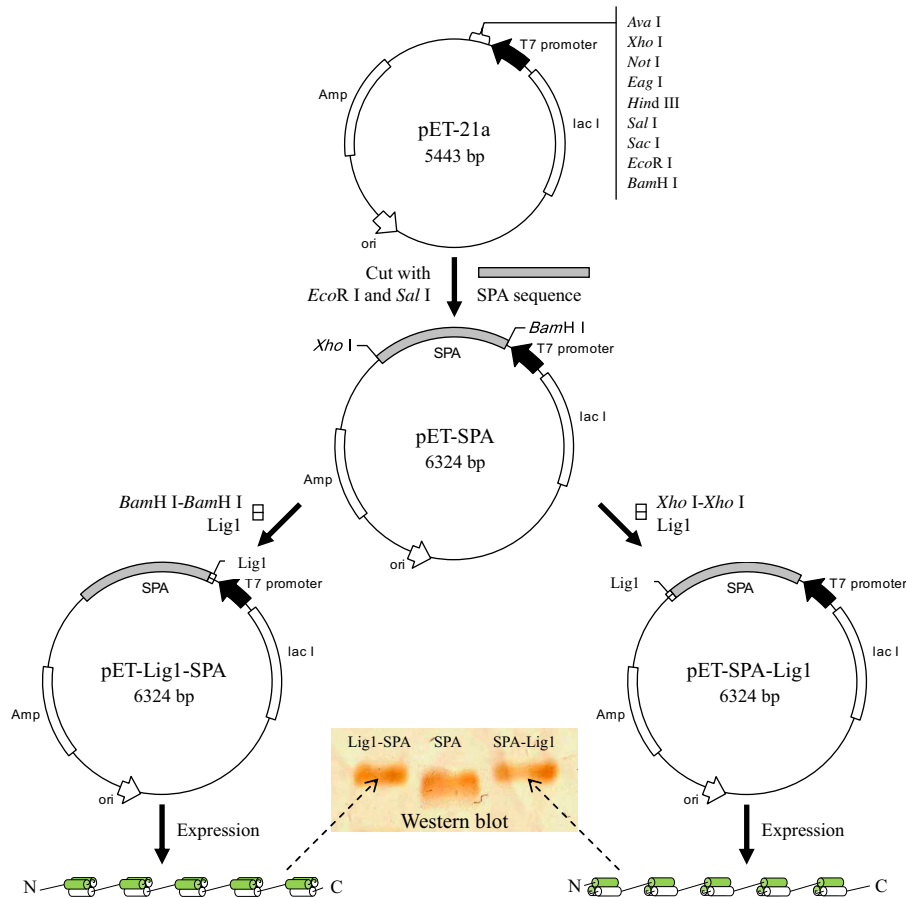 Ava I
Xho I
Not I
Eag I
Hind III
Sal I
Sac I
EcoR I
BamH I
T7 promoter
Amp
lac I
pET-21a
5443 bp
ori
Cut with
EcoR I and Sal I
SPA sequence
BamH I
Xho I
SPA
T7 promoter
lac I
pET-SPA
6324 bp
Amp
ori
BamH I-BamH I
Lig1
Xho I-Xho I
Lig1
Lig1
SPA
T7 promoter
lac I
pET-Lig1-SPA
6324 bp
Amp
ori
Lig1
SPA
T7 promoter
lac I
pET-SPA-Lig1
6324 bp
Amp
ori
Lig1-SPA
SPA
SPA-Lig1
Western blot
Expression
Expression
N
C
N
C